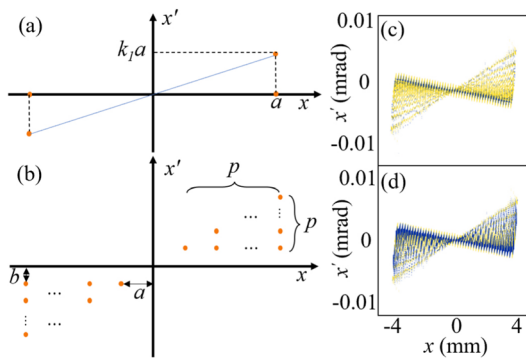 (a)
x'
k₁a
a
x
(b)
x'
p
p
...
...
...
b
a
x
...
...
...
(c)
0.01
0
-0.01
x' (mrad)
(d)
0.01
0
-0.01
x' (mrad)
-4 0 4
x (mm)